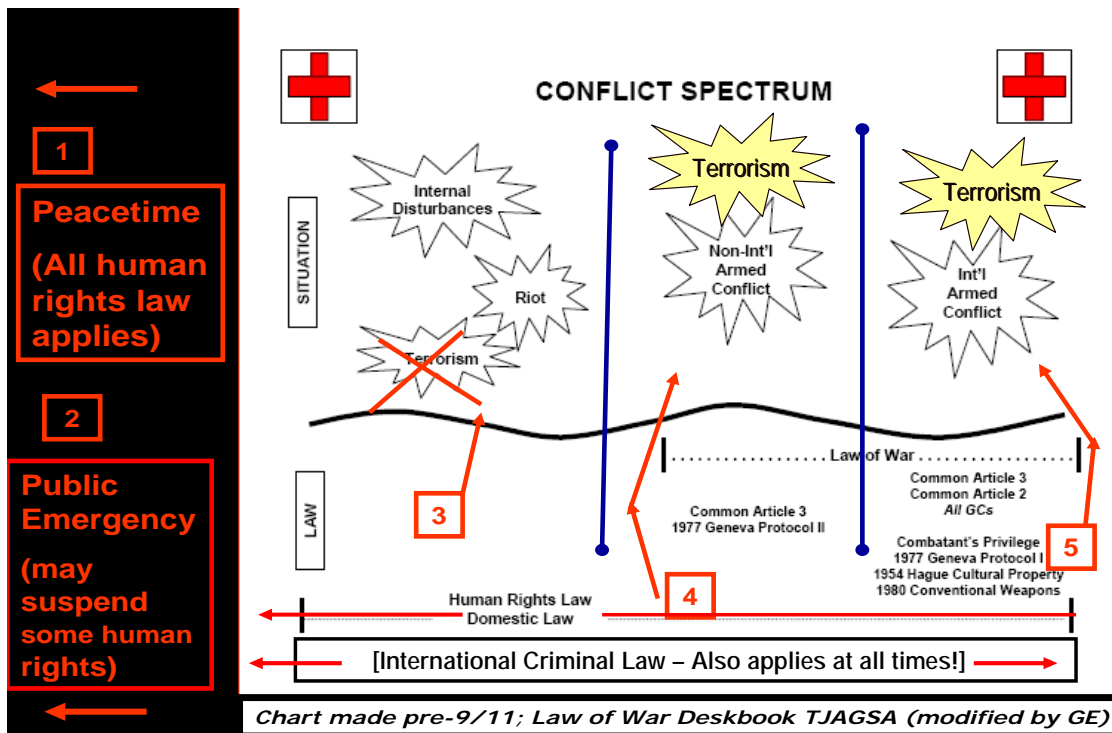 CONFLICT SPECTRUM
1
Peacetime
(All human
rights law
applies)
2
Public
Emergency
(may
suspend
some human
rights)
SITUATION
Internal
Disturbances
Riot
Terrorism
Terrorism
Non-Int'l
Armed
Conflict
Terrorism
Int'l
Armed
Conflict
3
4
5
LAW
Law of War
Common Article 3
1977 Geneva Protocol II
Common Article 3
Common Article 2
All GCs
Combatant's Privilege
1977 Geneva Protocol I
1954 Hague Cultural Property
1980 Conventional Weapons
Human Rights Law
Domestic Law
[International Criminal Law – Also applies at all times!]
Chart made pre-9/11; Law of War Deskbook TJAGSA (modified by GE)